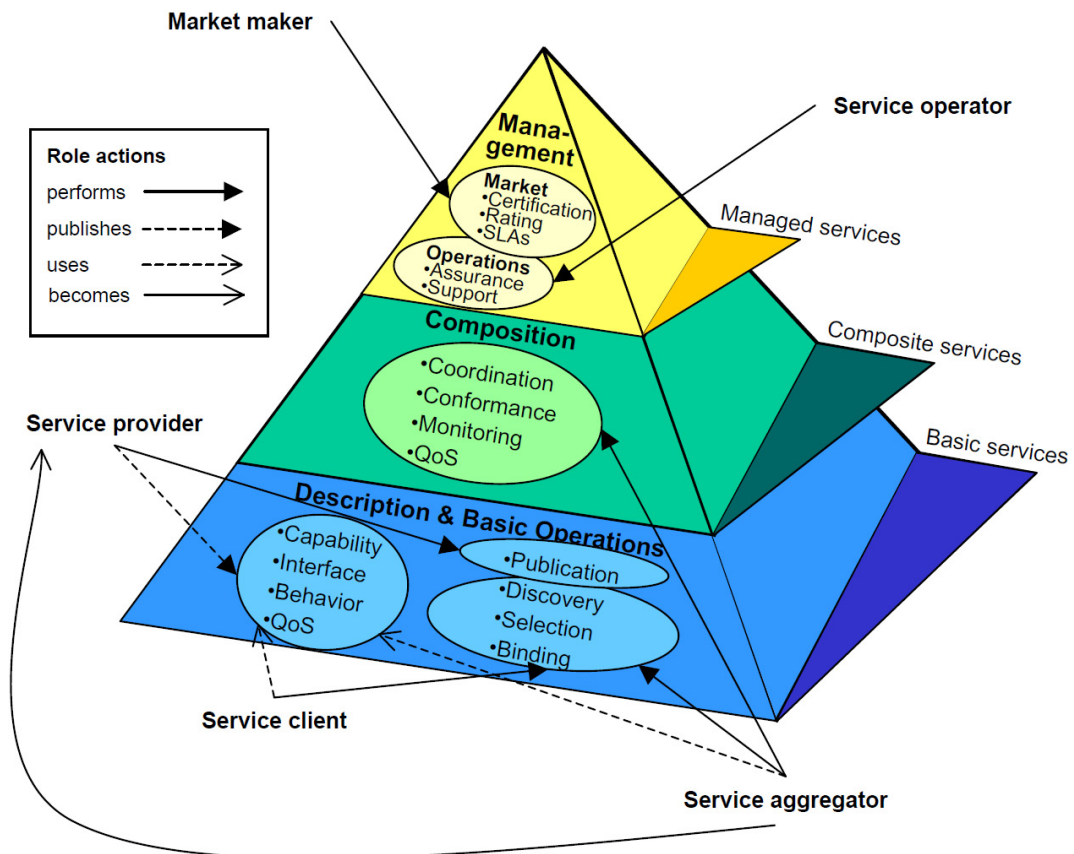 Market maker
Service operator
Role actions
performs
publishes
uses
becomes
Mana-
gement
Market
•Certification
•Rating
•SLAs
Operations
•Assurance
•Support
Managed services
Composition
•Coordination
•Conformance
•Monitoring
•QoS
Composite services
Service provider
Basic services
Description & Basic Operations
•Capability
•Interface
•Behavior
•QoS
•Publication
•Discovery
•Selection
•Binding
Service client
Service aggregator